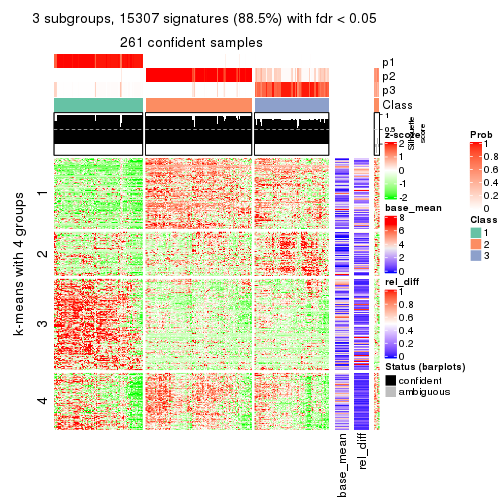 3 subgroups, 15307 signatures (88.5%) with fdr < 0.05
261 confident samples
p1
p2
p3
Class
1
0.5
0
Silhouette
score
k-means with 4 groups
1
2
3
4
base_mean
rel_diff
z-score
2
1
0
-1
-2
base_mean
8
6
4
2
0
rel_diff
1
0.8
0.6
0.4
0.2
0
Status (barplots)
confident
ambiguous
Prob
1
0.8
0.6
0.4
0.2
0
Class
1
2
3